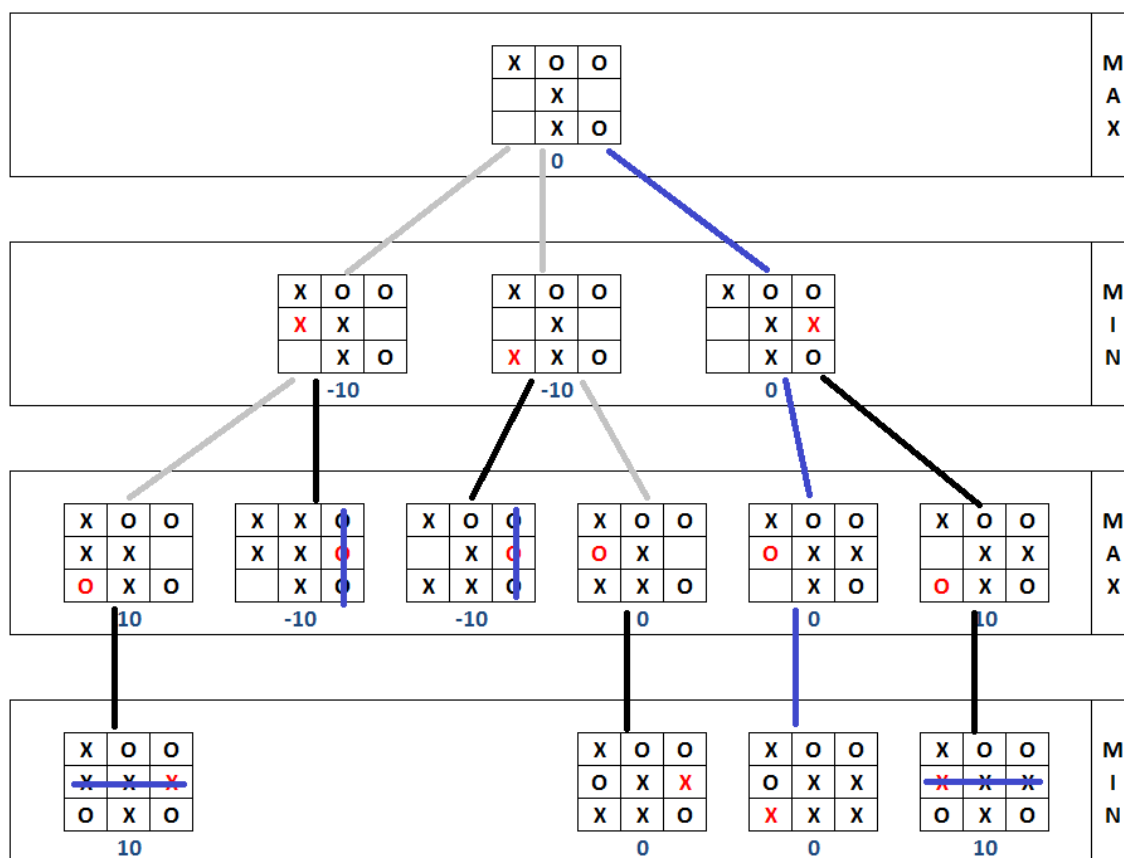 X O O M
X A
X O X
0
X O O X O O X O O M
X X X X X I
X O X X O X O N
-10 -10 0
X O O X X O X O O X O O X O O X O O M
X X X X O X O O X O X X X X A
O X O X O X X O X X O X O O X O X
10 -10 -10 0 0 10
X O O X O O X O O X O O M
X X X O X X O X X X X X I
O X O X X O X X X O X O N
10 0 0 10